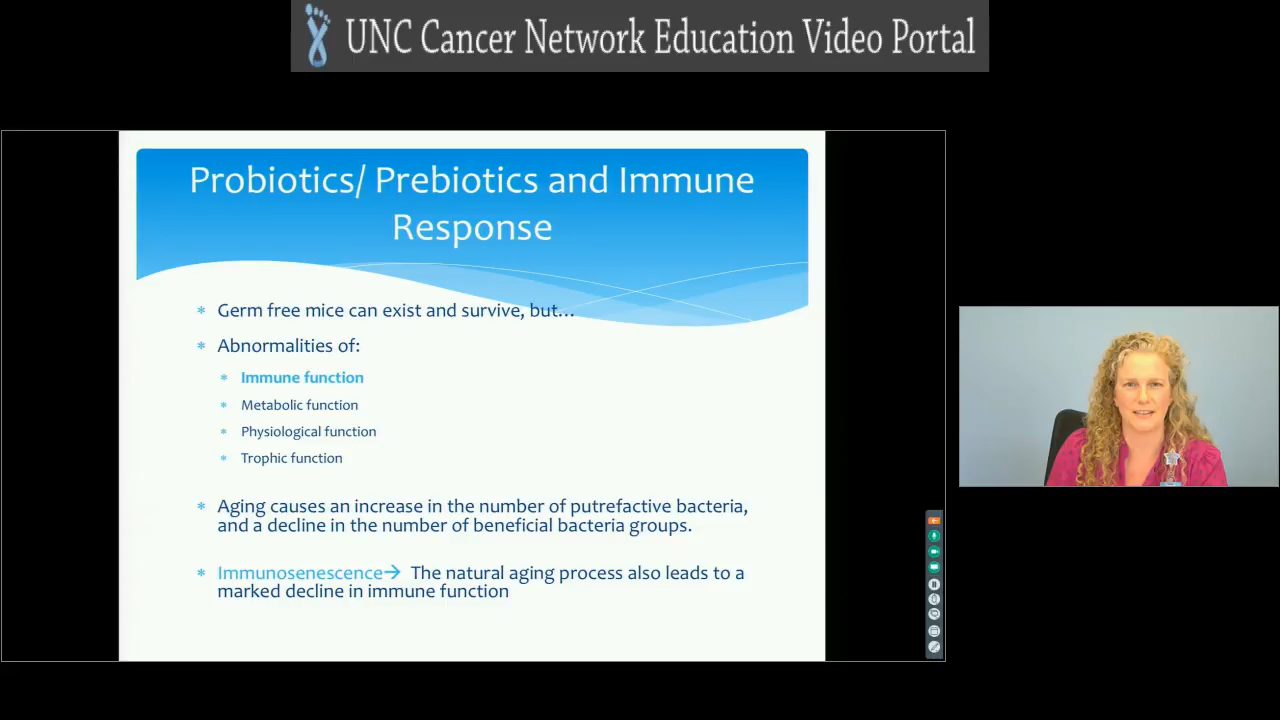 UNC Cancer Network Education Video Portal
Probiotics/ Prebiotics and Immune
Response
* Germ free mice can exist and survive, but…
* Abnormalities of:
* Immune function
* Metabolic function
* Physiological function
* Trophic function
* Aging causes an increase in the number of putrefactive bacteria,
and a decline in the number of beneficial bacteria groups.
* Immunosenescence→ The natural aging process also leads to a
marked decline in immune function